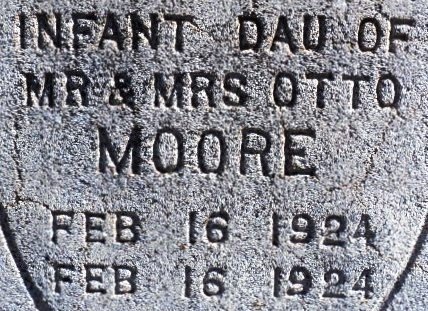 INFANT DAU OF
MR & MRS OTTO
MOORE
FEB 16 1924
FEB 16 1924